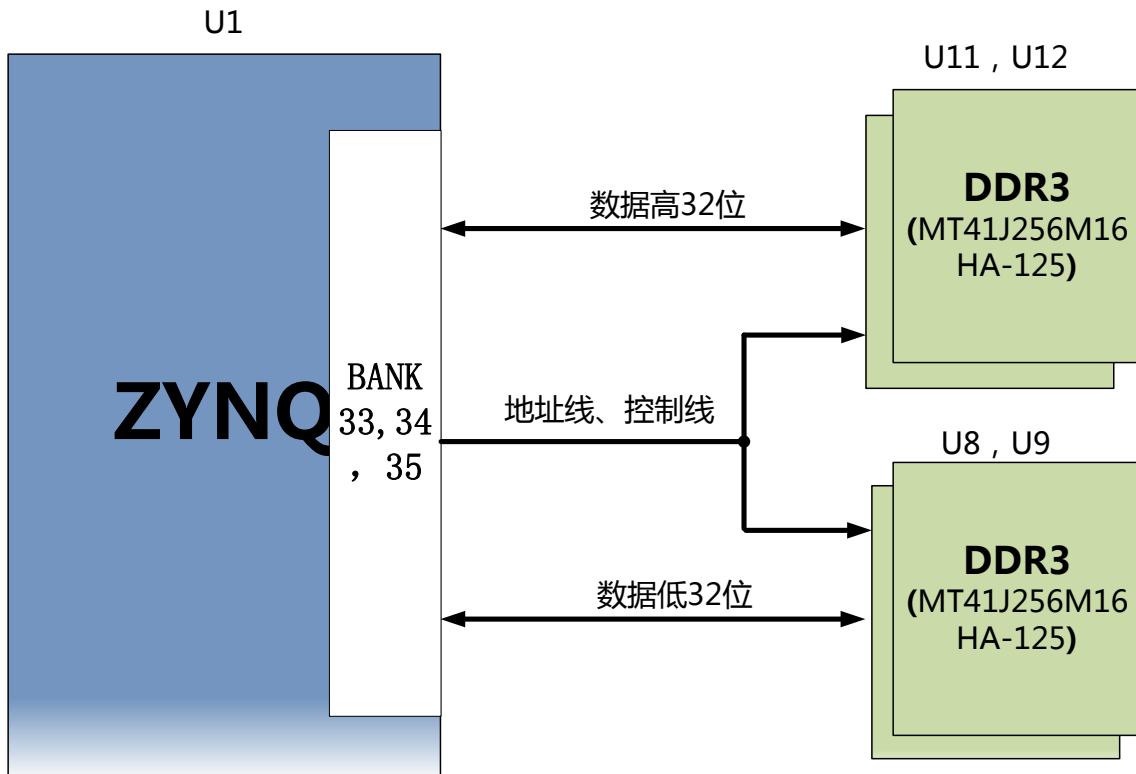 U1
U11，U12
DDR3
(MT41J256M16
HA-125)
数据高32位
ZYNQ
BANK
33,34
，35
地址线、控制线
U8，U9
DDR3
(MT41J256M16
HA-125)
数据低32位